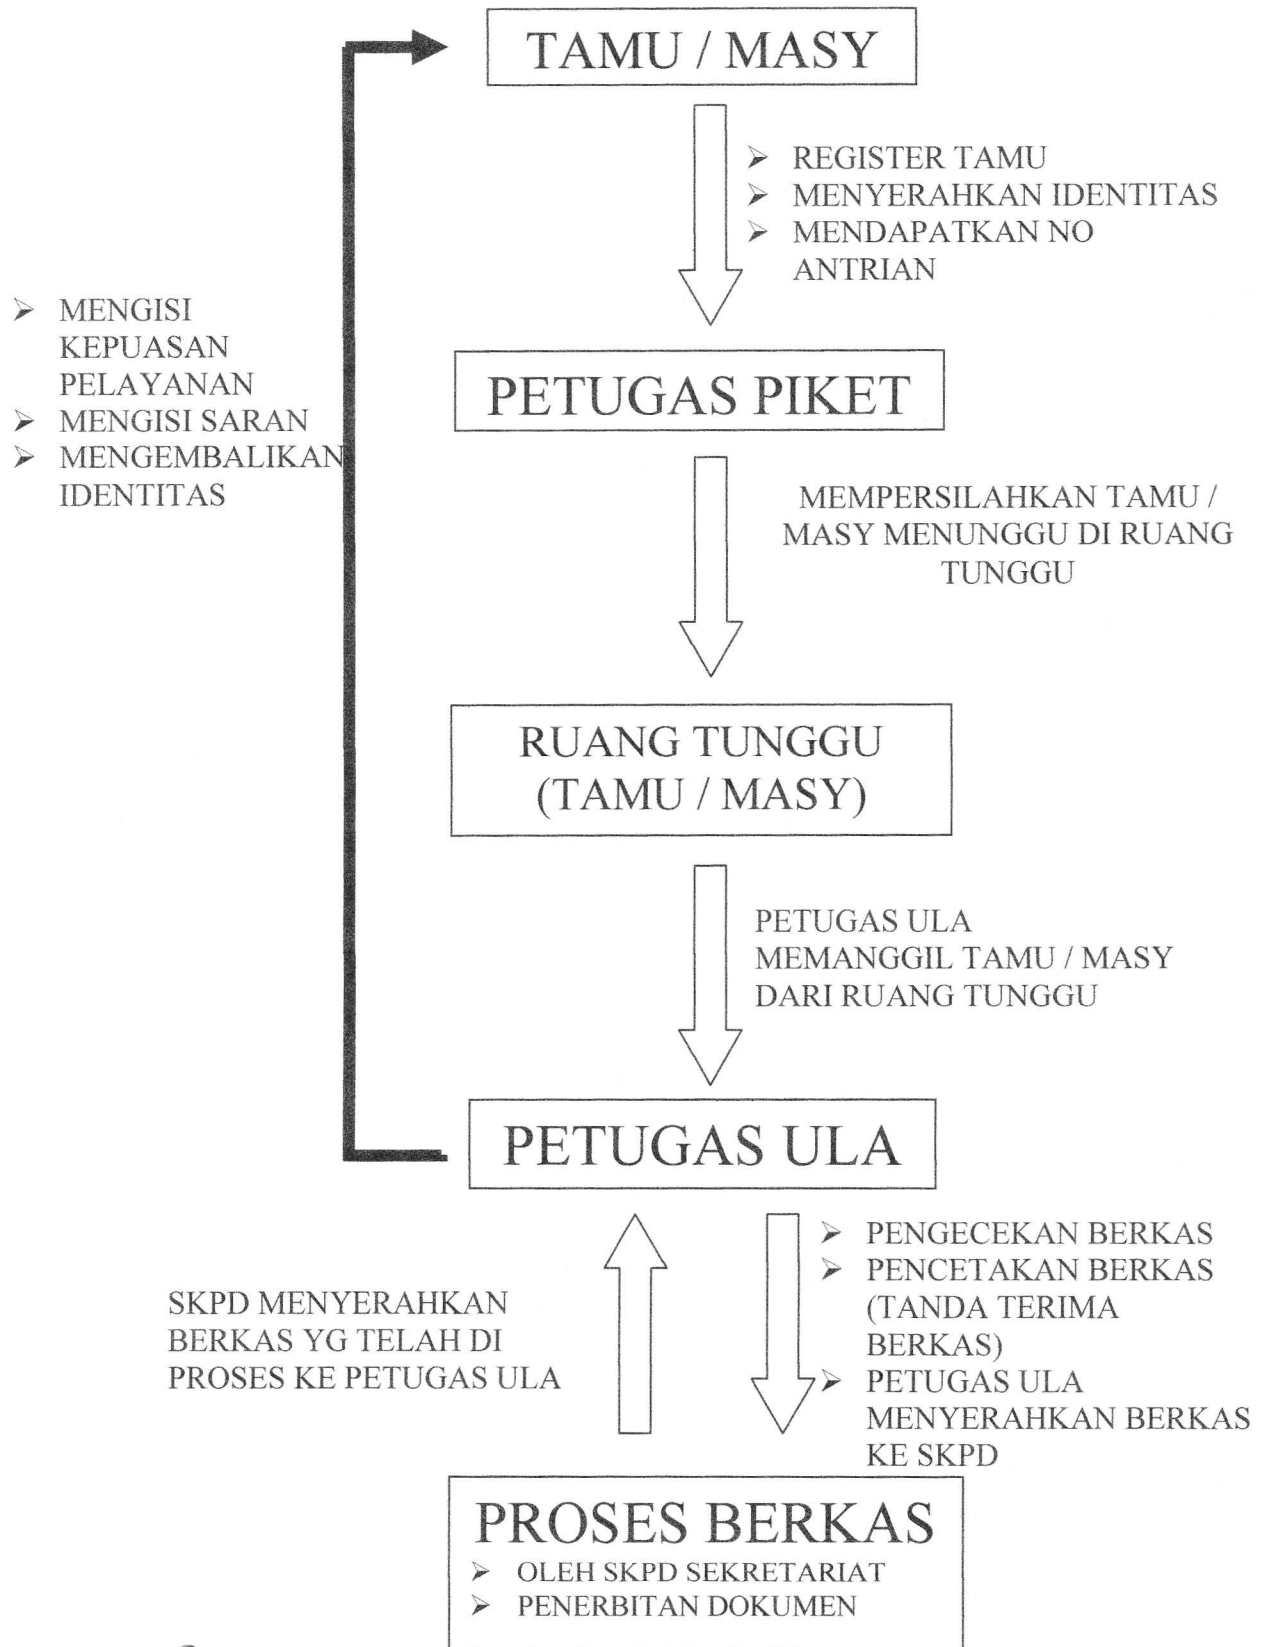 TAMU / MASY
➢ REGISTER TAMU
➢ MENYERAHKAN IDENTITAS
➢ MENDAPATKAN NO
ANTRIAN
➢ MENGISI
KEPUASAN
PELAYANAN
➢ MENGISI SARAN
➢ MENGEMBALIKAN
IDENTITAS
PETUGAS PIKET
MEMPERSILAHKAN TAMU /
MASY MENUNGGU DI RUANG
TUNGGU
RUANG TUNGGU
(TAMU / MASY)
PETUGAS ULA
MEMANGGIL TAMU / MASY
DARI RUANG TUNGGU
PETUGAS ULA
SKPD MENYERAHKAN
BERKAS YG TELAH DI
PROSES KE PETUGAS ULA
➢ PENGECEKAN BERKAS
➢ PENCETAKAN BERKAS
(TANDA TERIMA
BERKAS)
➢ PETUGAS ULA
MENYERAHKAN BERKAS
KE SKPD
PROSES BERKAS
➢ OLEH SKPD SEKRETARIAT
➢ PENERBITAN DOKUMEN